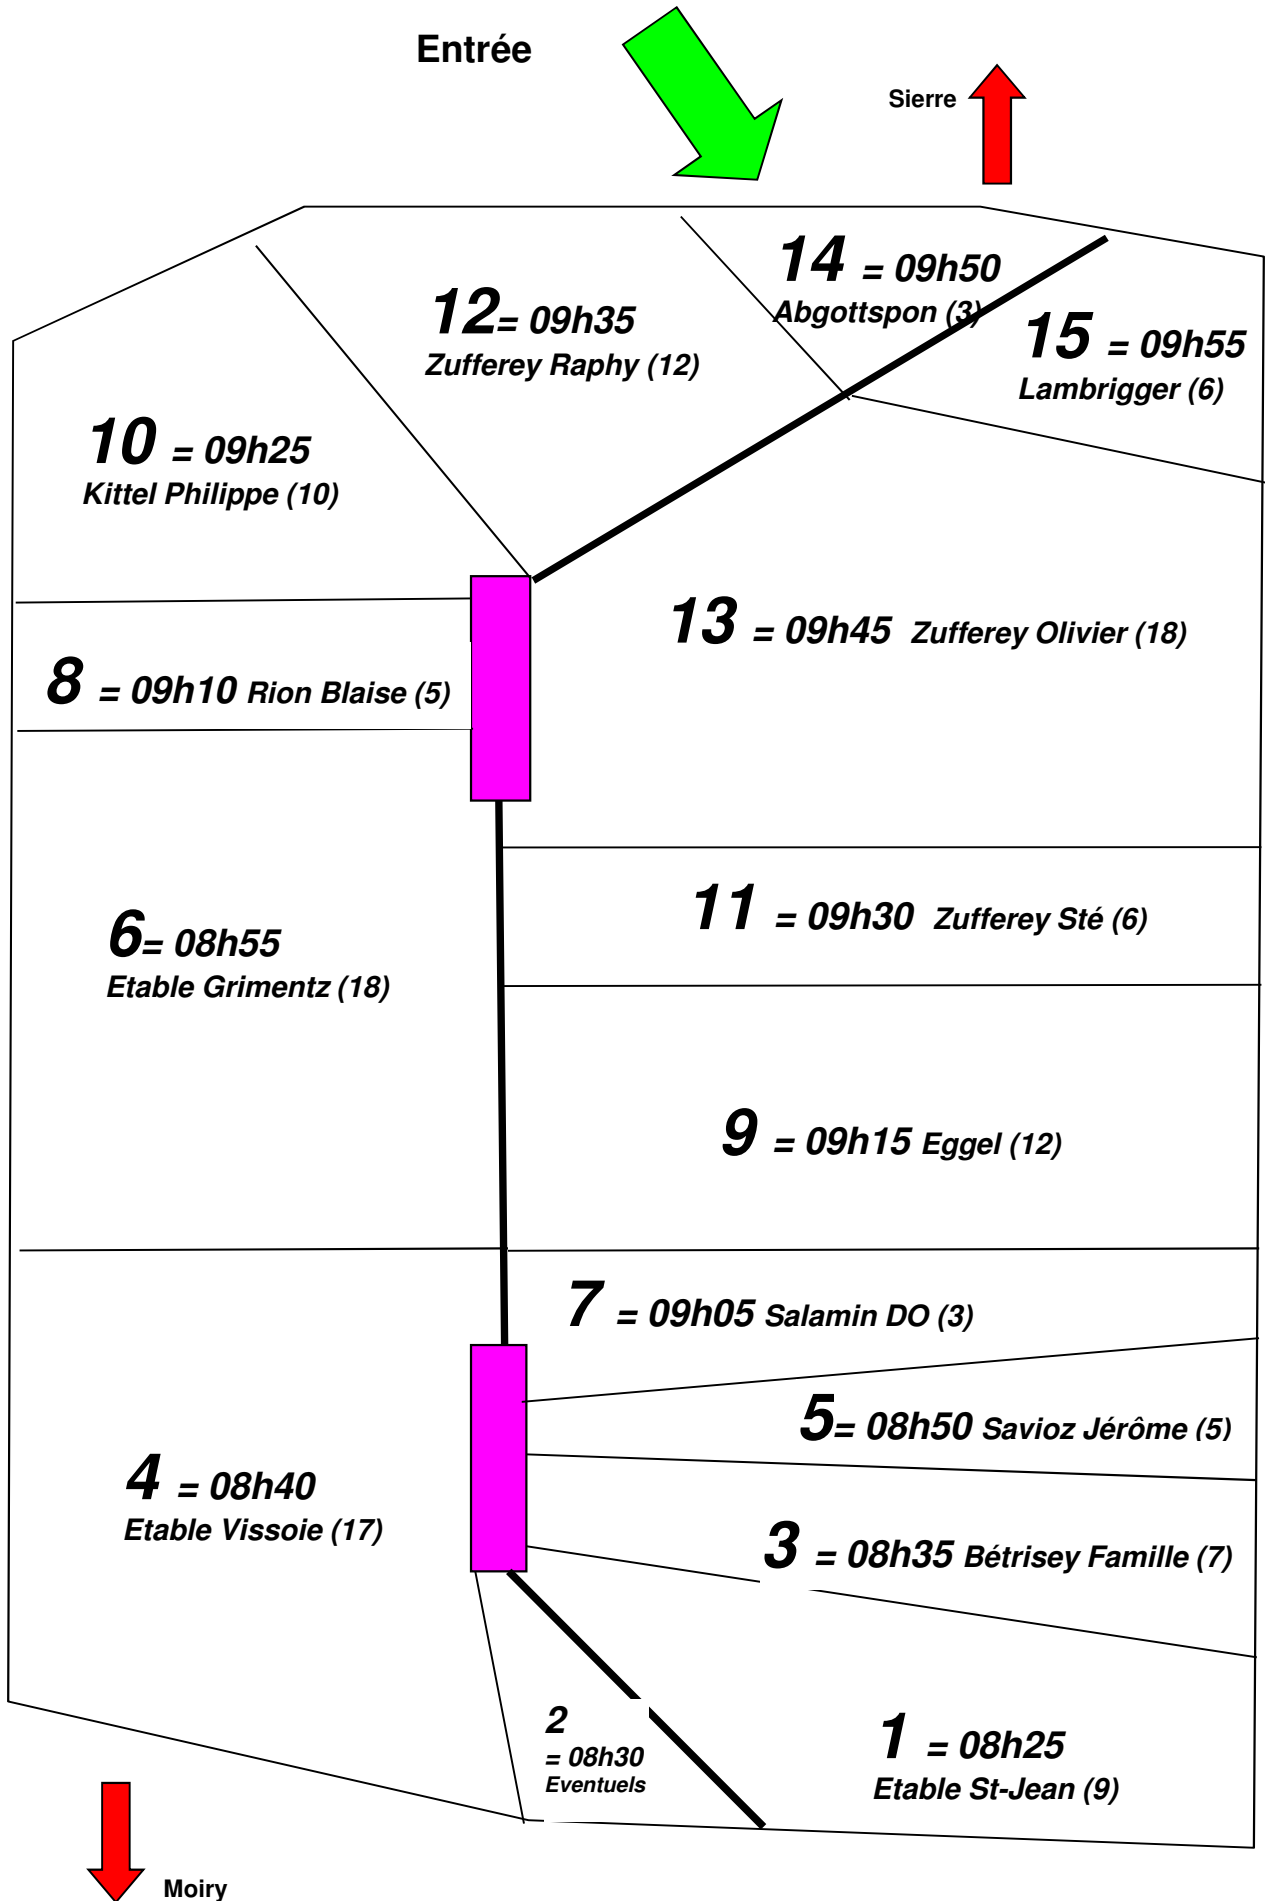 Entrée
Sierre
14 = 09h50
Abgottspon (3)
12= 09h35
Zufferey Raphy (12)
15 = 09h55
Lambrigger (6)
10 = 09h25
Kittel Philippe (10)
13 = 09h45 Zufferey Olivier (18)
8 = 09h10 Rion Blaise (5)
11 = 09h30 Zufferey Sté (6)
6= 08h55
Etable Grimentz (18)
9 = 09h15 Eggel (12)
7 = 09h05 Salamin DO (3)
5= 08h50 Savioz Jérôme (5)
4 = 08h40
Etable Vissoie (17)
3 = 08h35 Bétrisey Famille (7)
2
= 08h30
Eventuels
1 = 08h25
Etable St-Jean (9)
Moiry